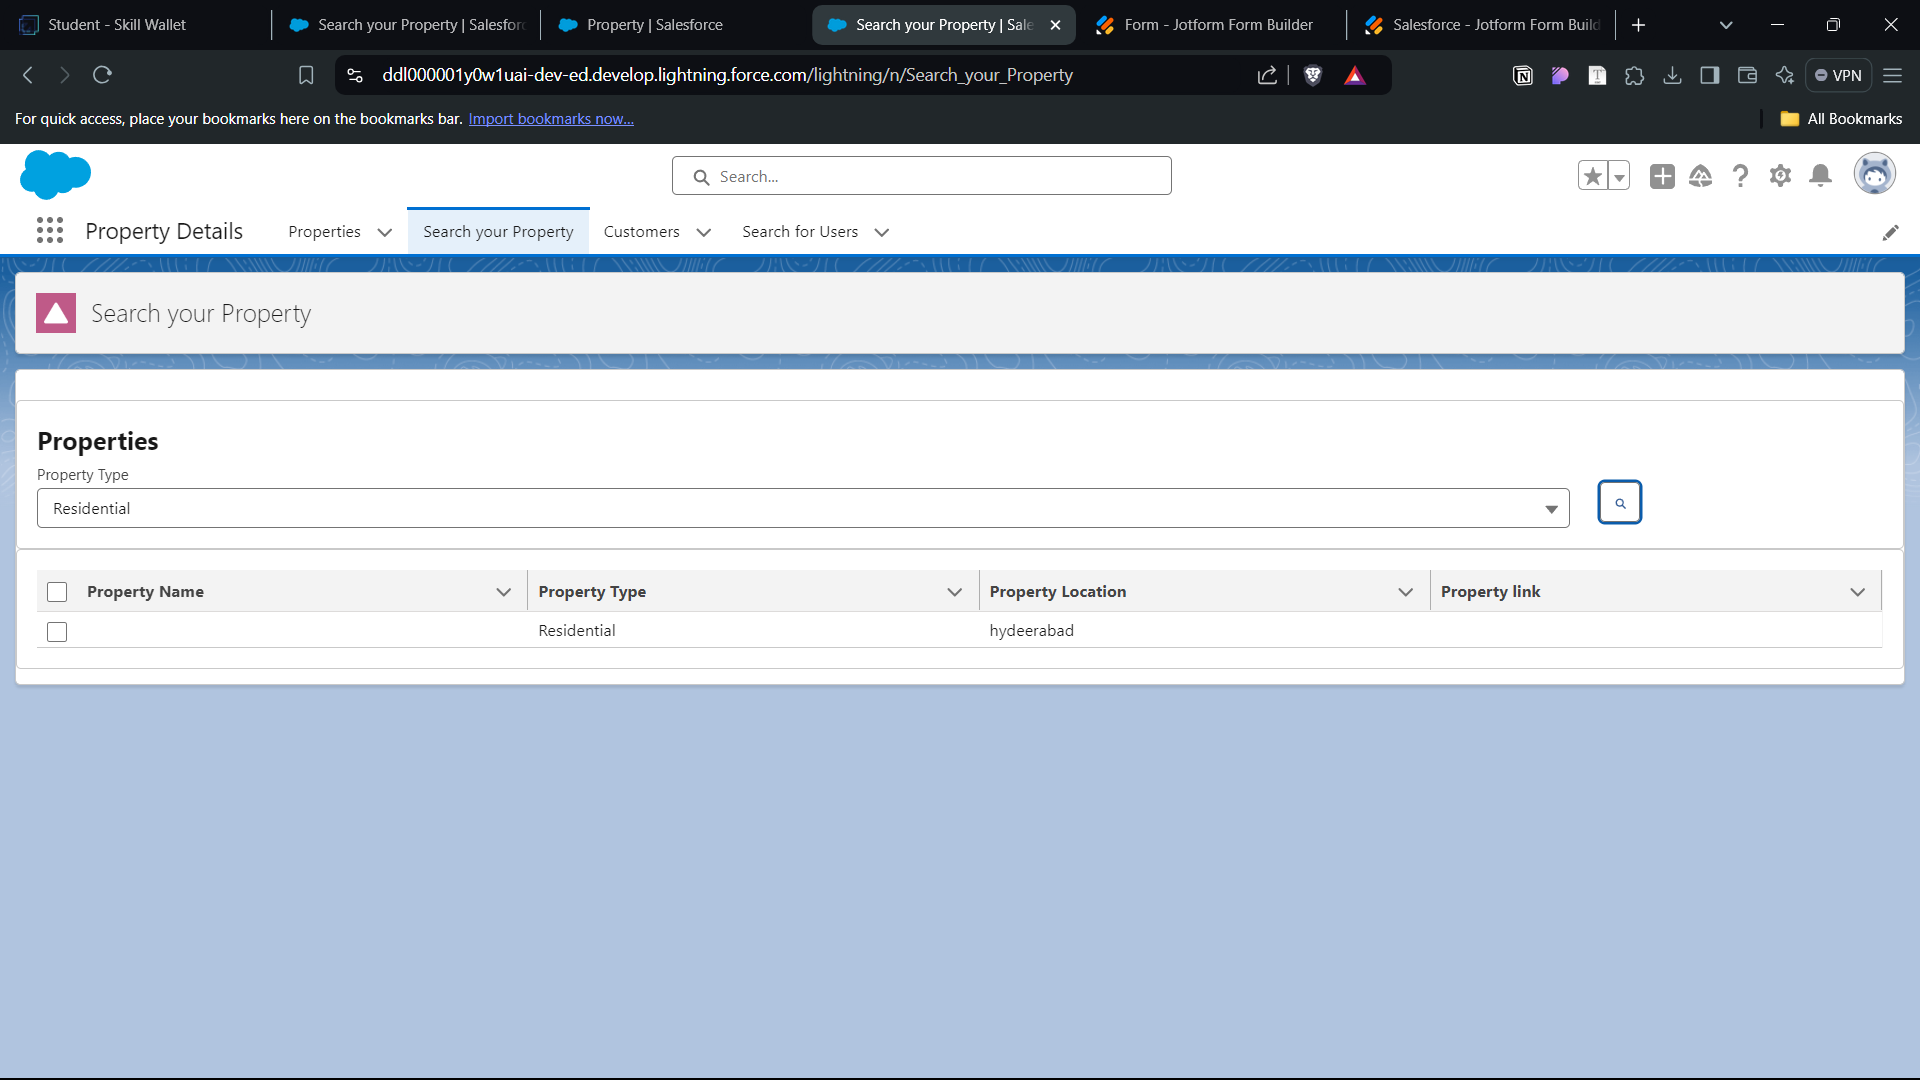 Student - Skill Wallet
Search your Property | Salesforc
Property | Salesforce
Search your Property | Sale
Form - Jotform Form Builder
Salesforce - Jotform Form Build
ddl000001y0w1uai-dev-ed.develop.lightning.force.com/lightning/n/Search_your_Property
VPN
For quick access, place your bookmarks here on the bookmarks bar. Import bookmarks now...
All Bookmarks
Search...
Property Details
Properties
Search your Property
Customers
Search for Users
Search your Property
Properties
Property Type
Residential
Property Name
Property Type
Property Location
Property link
Residential
hydeerabad